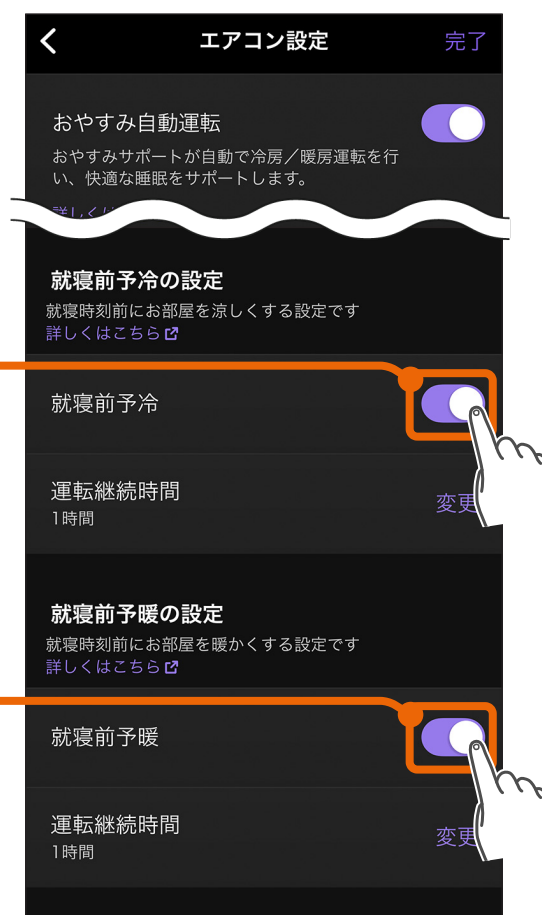 エアコン設定
完了
おやすみ自動運転
おやすみサポートが自動で冷房／暖房運転を行
い、快適な睡眠をサポートします。
詳しくは
就寝前予冷の設定
就寝時刻前にお部屋を涼しくする設定です
詳しくはこちら
就寝前予冷
運転継続時間
変更
1時間
就寝前予暖の設定
就寝時刻前にお部屋を暖かくする設定です
詳しくはこちら
就寝前予暖
運転継続時間
変更
1時間